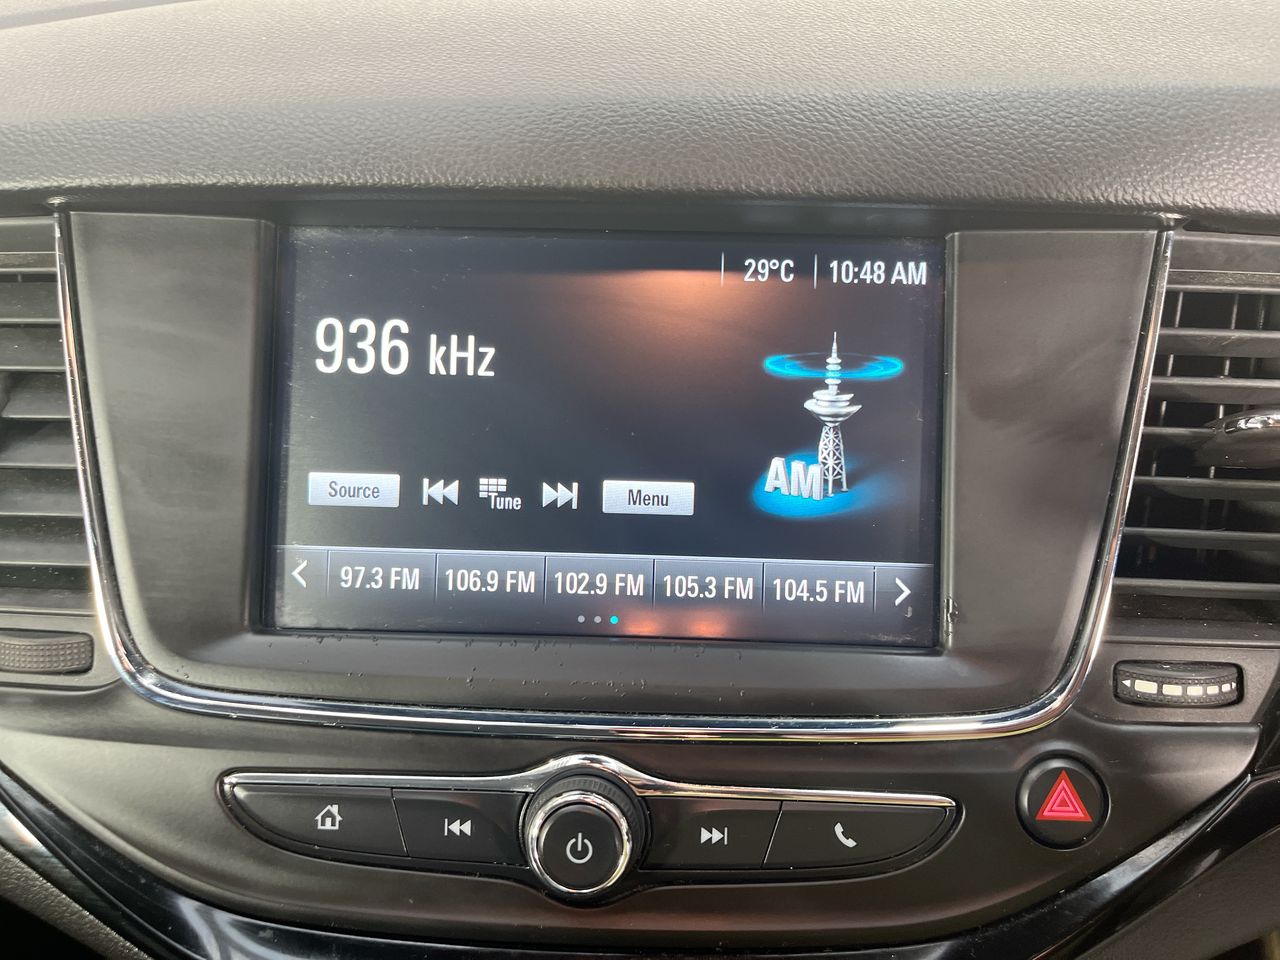 29°C 10:48 AM
936 kHz
AM
Source Tune Menu
97.3 FM 106.9 FM 102.9 FM 105.3 FM 104.5 FM